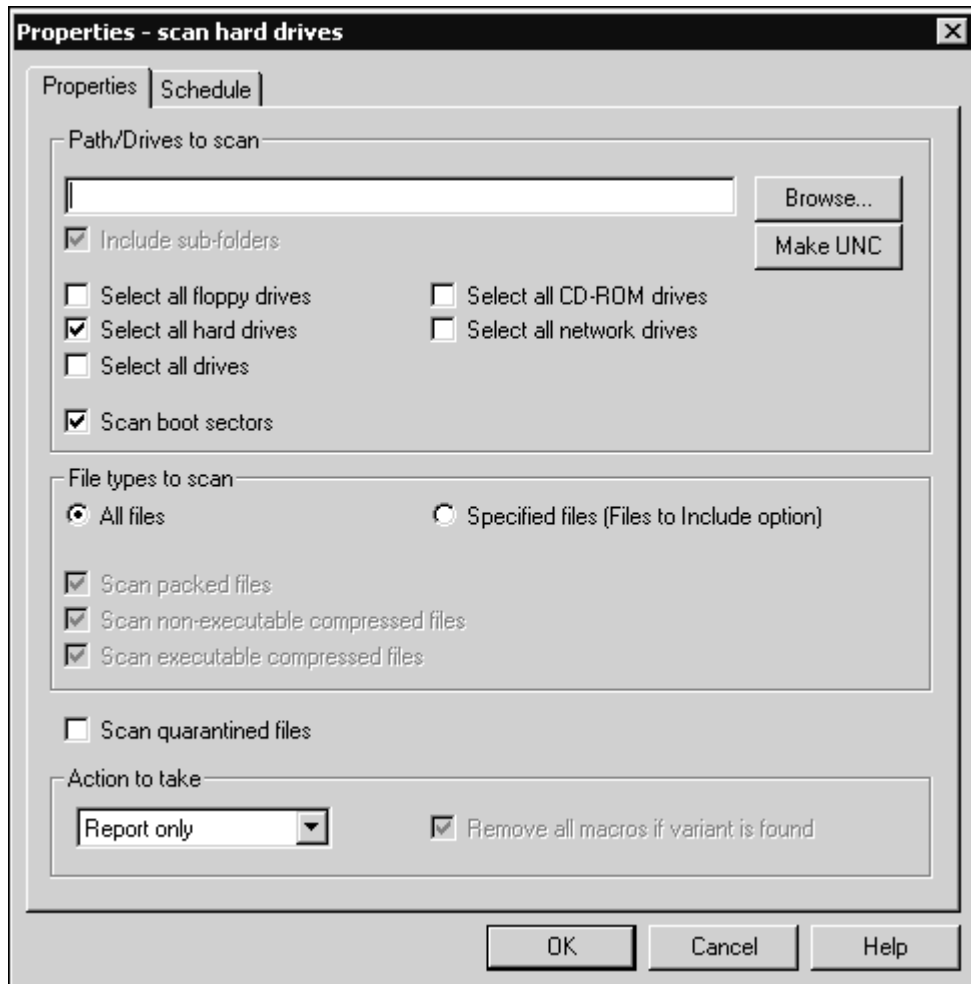 Properties - scan hard drives
Properties Schedule
Path/Drives to scan
Browse...
Include sub-folders
Make UNC
Select all floppy drives Select all CD-ROM drives
Select all hard drives Select all network drives
Select all drives
Scan boot sectors
File types to scan
All files Specified files (Files to Include option)
Scan packed files
Scan non-executable compressed files
Scan executable compressed files
Scan quarantined files
Action to take
Report only Remove all macros if variant is found
OK Cancel Help